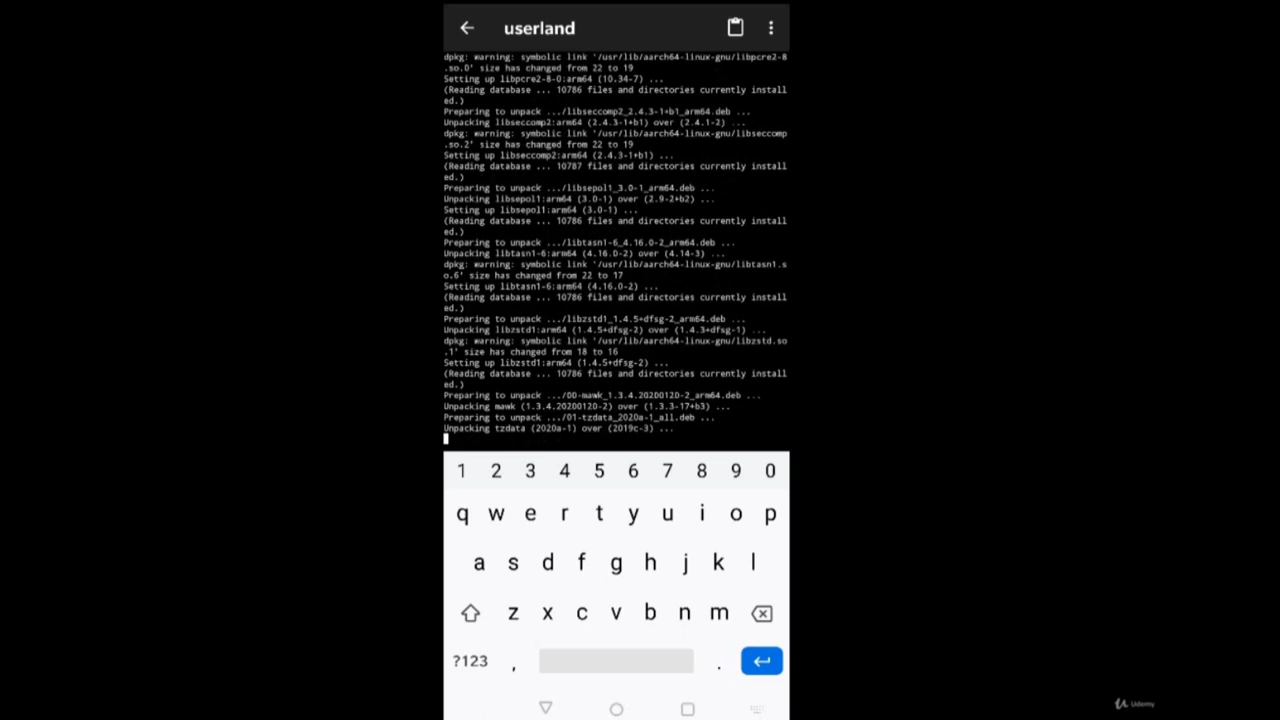 userland
dpkg: warning: symbolic link '/usr/lib/aarch64-linux-gnu/libpcre2-8
.so.0' size has changed from 22 to 19
Setting up libpcre2-8-0:arm64 (10.34-7) ...
(Reading database ... 10786 files and directories currently install
ed.)
Preparing to unpack .../libseccomp2_2.4.3-1+b1_arm64.deb ...
Unpacking libseccomp2:arm64 (2.4.3-1+b1) over (2.4.1-2) ...
dpkg: warning: symbolic link '/usr/lib/aarch64-linux-gnu/libseccomp
.so.2' size has changed from 22 to 19
Setting up libseccomp2:arm64 (2.4.3-1+b1) ...
(Reading database ... 10787 files and directories currently install
ed.)
Preparing to unpack .../libsepol1_3.0-1_arm64.deb ...
Unpacking libsepol1:arm64 (3.0-1) over (2.9-2+b2) ...
Setting up libsepol1:arm64 (3.0-1) ...
(Reading database ... 10786 files and directories currently install
ed.)
Preparing to unpack .../libtasn1-6_4.16.0-2_arm64.deb ...
Unpacking libtasn1-6:arm64 (4.16.0-2) over (4.14-3) ...
dpkg: warning: symbolic link '/usr/lib/aarch64-linux-gnu/libtasn1.s
o.6' size has changed from 22 to 17
Setting up libtasn1-6:arm64 (4.16.0-2) ...
(Reading database ... 10786 files and directories currently install
ed.)
Preparing to unpack .../libzstd1_1.4.5+dfsg-2_arm64.deb ...
Unpacking libzstd1:arm64 (1.4.5+dfsg-2) over (1.4.3+dfsg-1) ...
dpkg: warning: symbolic link '/usr/lib/aarch64-linux-gnu/libzstd.so
.1' size has changed from 18 to 16
Setting up libzstd1:arm64 (1.4.5+dfsg-2) ...
(Reading database ... 10786 files and directories currently install
ed.)
Preparing to unpack .../00-mawk_1.3.4.20200120-2_arm64.deb ...
Unpacking mawk (1.3.4.20200120-2) over (1.3.3-17+b3) ...
Preparing to unpack .../01-tzdata_2020a-1_all.deb ...
Unpacking tzdata (2020a-1) over (2019c-3) ...
1 2 3 4 5 6 7 8 9 0
q w e r t y u i o p
a s d f g h j k l
z x c v b n m
?123 , .
Udemy